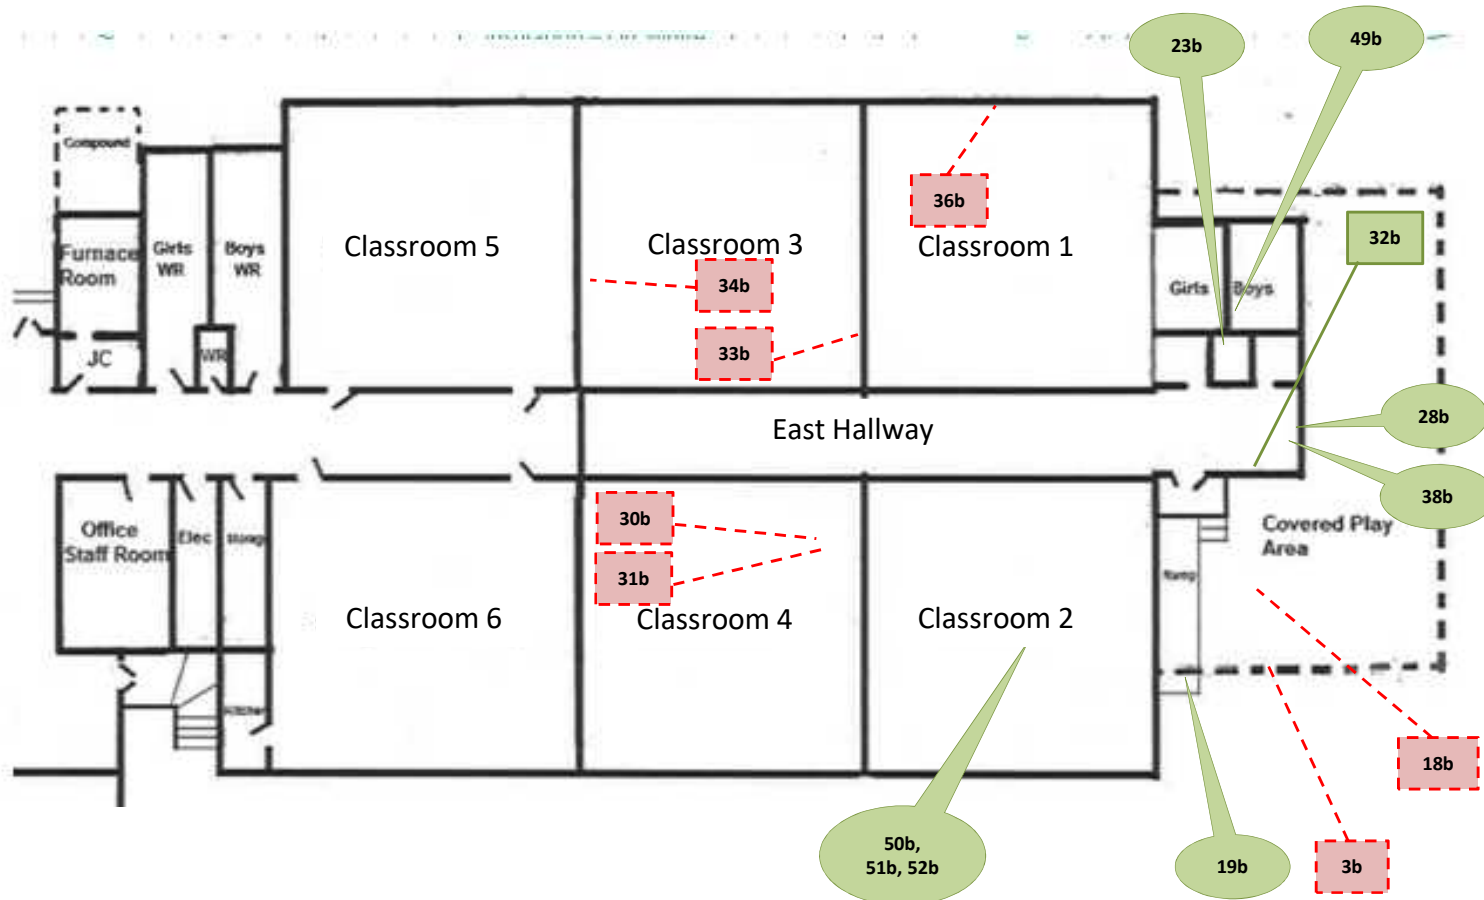 23b
49b
Compound
36b
32b
Furnace
Room
Girls
WR
Boys
WR
Classroom 5
Classroom 3
Classroom 1
34b
Girls
Boys
33b
JC
WR
East Hallway
28b
38b
30b
Office
Staff Room
Elec
Storage
Covered Play
Area
31b
Ramp
Classroom 6
Classroom 4
Classroom 2
Kitchen
18b
50b,
51b, 52b
19b
3b